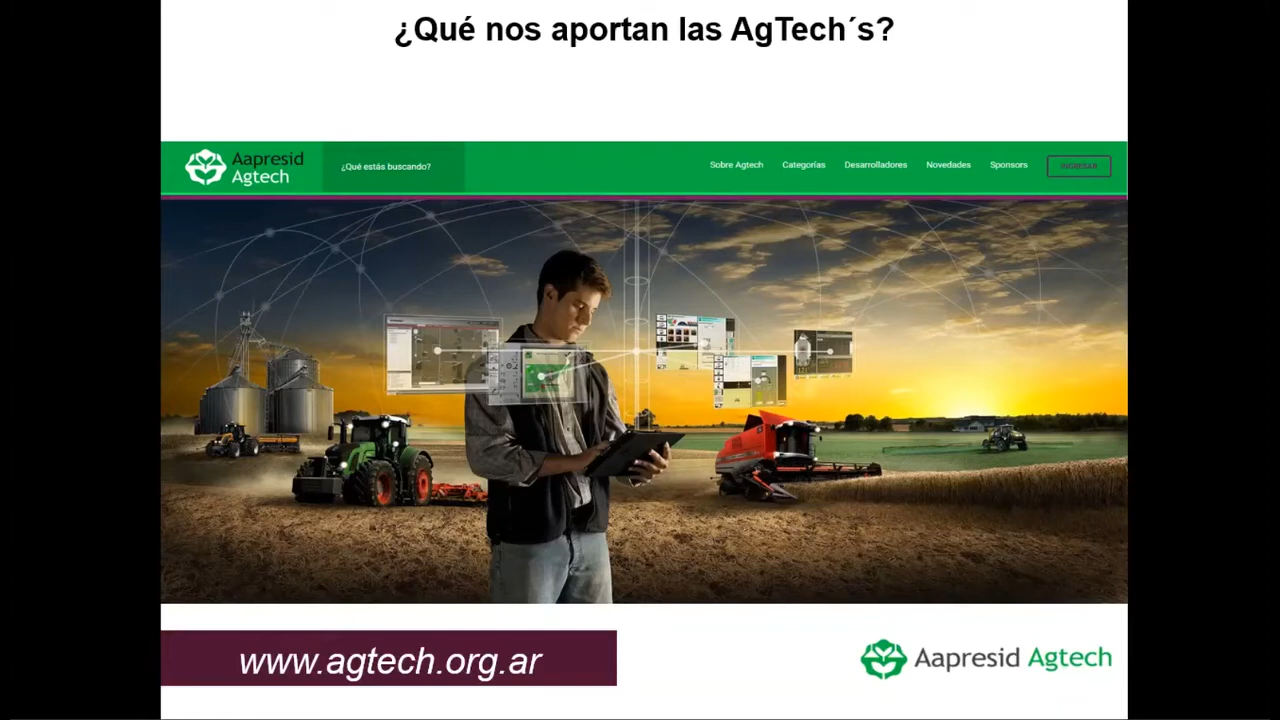 ¿Qué nos aportan las AgTech´s?
Aapresid
Agtech
¿Qué estás buscando?
Sobre Agtech
Categorías
Desarrolladores
Novedades
Sponsors
INGRESAR
www.agtech.org.ar
Aapresid Agtech